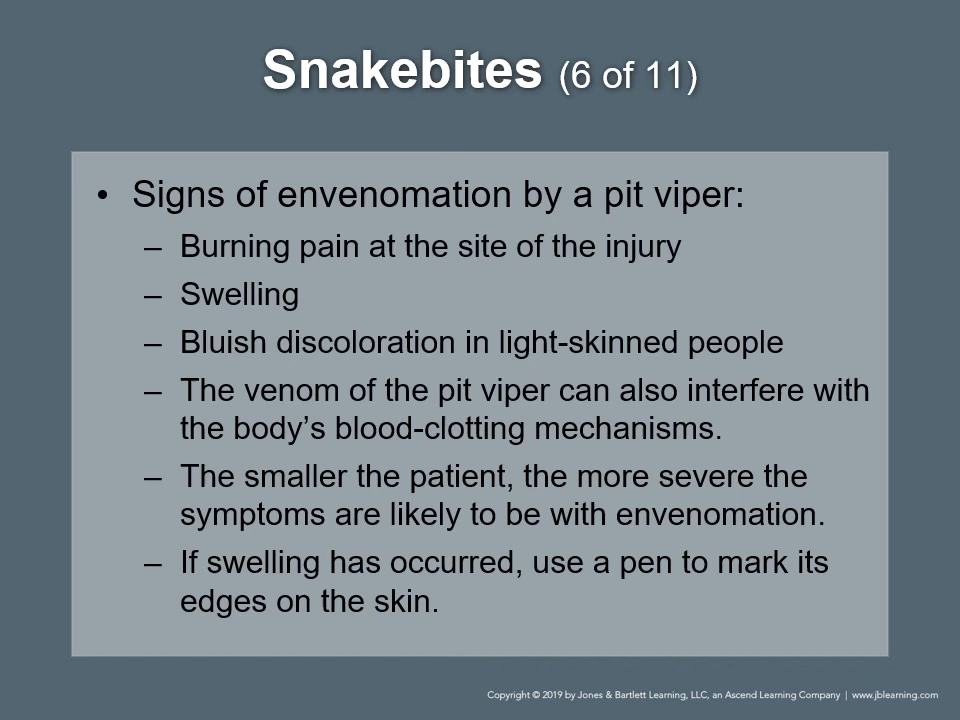 Snakebites (6 of 11)
• Signs of envenomation by a pit viper:
– Burning pain at the site of the injury
– Swelling
– Bluish discoloration in light-skinned people
– The venom of the pit viper can also interfere with
the body’s blood-clotting mechanisms.
– The smaller the patient, the more severe the
symptoms are likely to be with envenomation.
– If swelling has occurred, use a pen to mark its
edges on the skin.
Copyright © 2019 by Jones & Bartlett Learning, LLC, an Ascend Learning Company | www.jblearning.com